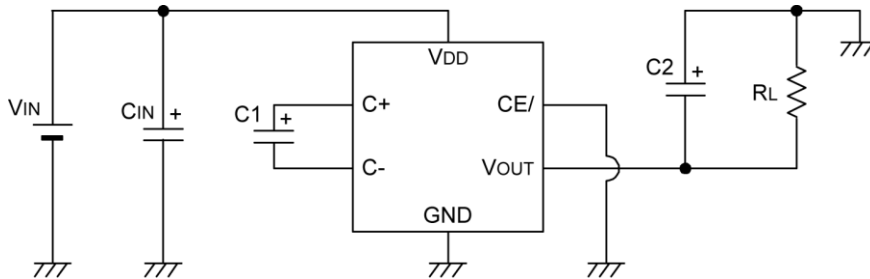 VDD
C2
+
VIN
CIN
+
C1
+
C+
CE/
RL
C-
VOUT
GND